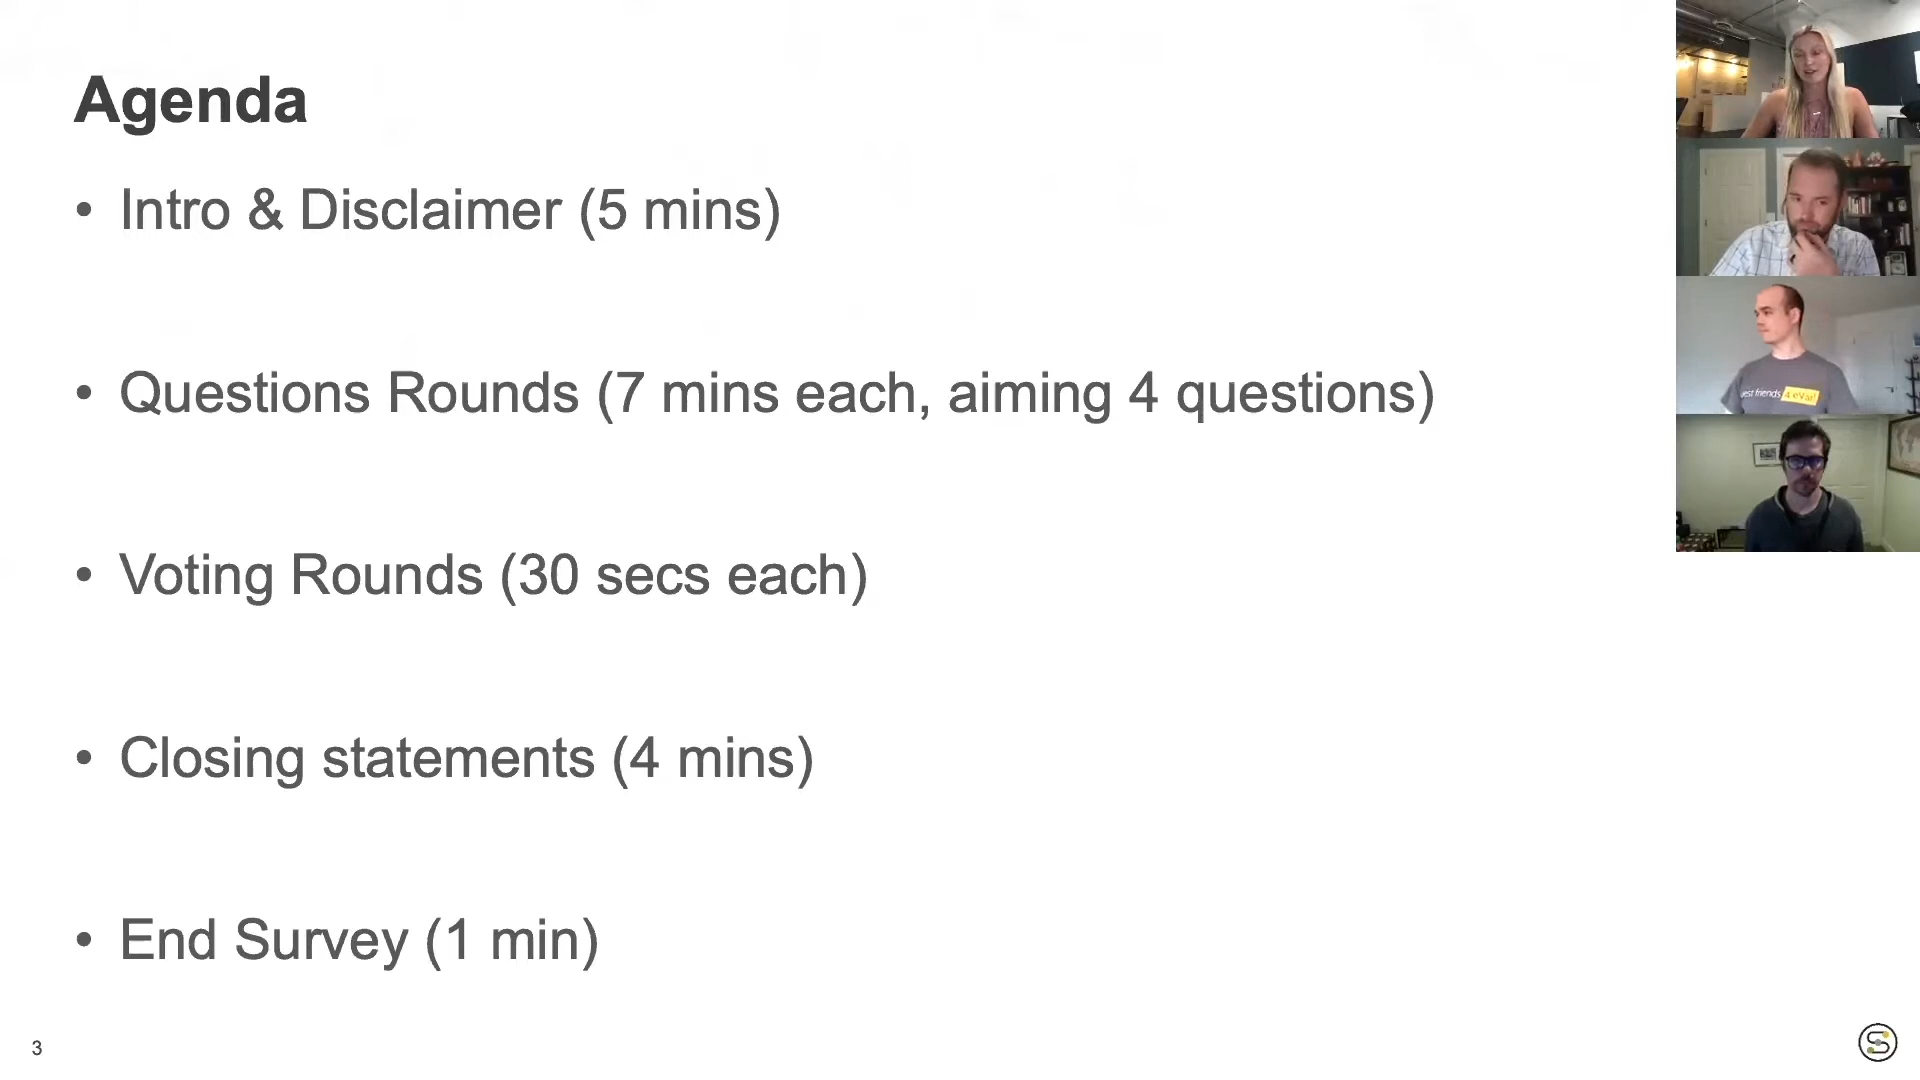 Agenda
• Intro & Disclaimer (5 mins)
• Questions Rounds (7 mins each, aiming 4 questions)
• Voting Rounds (30 secs each)
• Closing statements (4 mins)
• End Survey (1 min)
3
friends